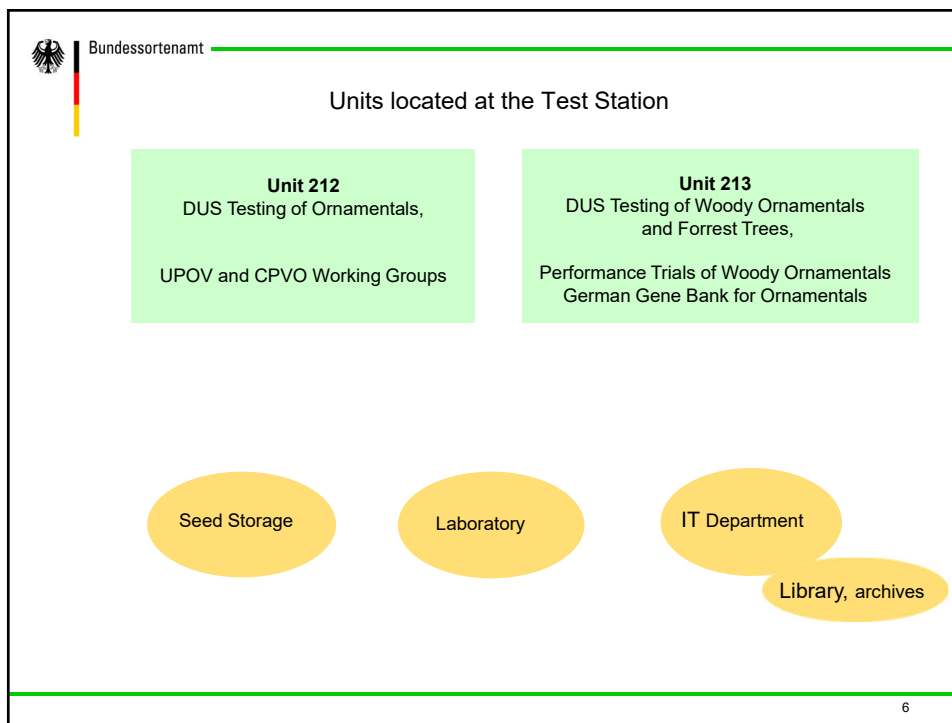 Bundessortenamt
Units located at the Test Station
Unit 212
DUS Testing of Ornamentals,
UPOV and CPVO Working Groups
Unit 213
DUS Testing of Woody Ornamentals
and Forrest Trees,
Performance Trials of Woody Ornamentals
German Gene Bank for Ornamentals
Seed Storage
Laboratory
IT Department
Library, archives
6